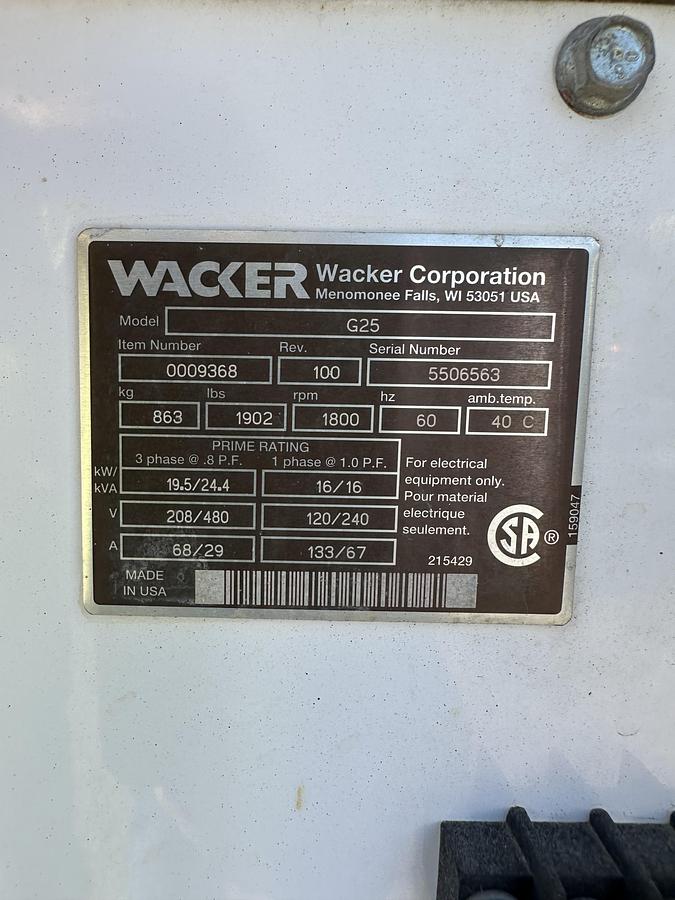 WACKER Wacker Corporation
Menomonee Falls, WI 53051 USA
Model G25
Item Number Rev. Serial Number
0009368 100 5506563
kg lbs rpm hz amb.temp.
863 1902 1800 60 40 C
PRIME RATING
3 phase @ .8 P.F. 1 phase @ 1.0 P.F.
kW/
kVA 19.5/24.4 16/16
V 208/480 120/240
A 68/29 133/67
For electrical
equipment only.
Pour material
electrique
seulement.
SA ®
159047
215429
MADE
IN USA